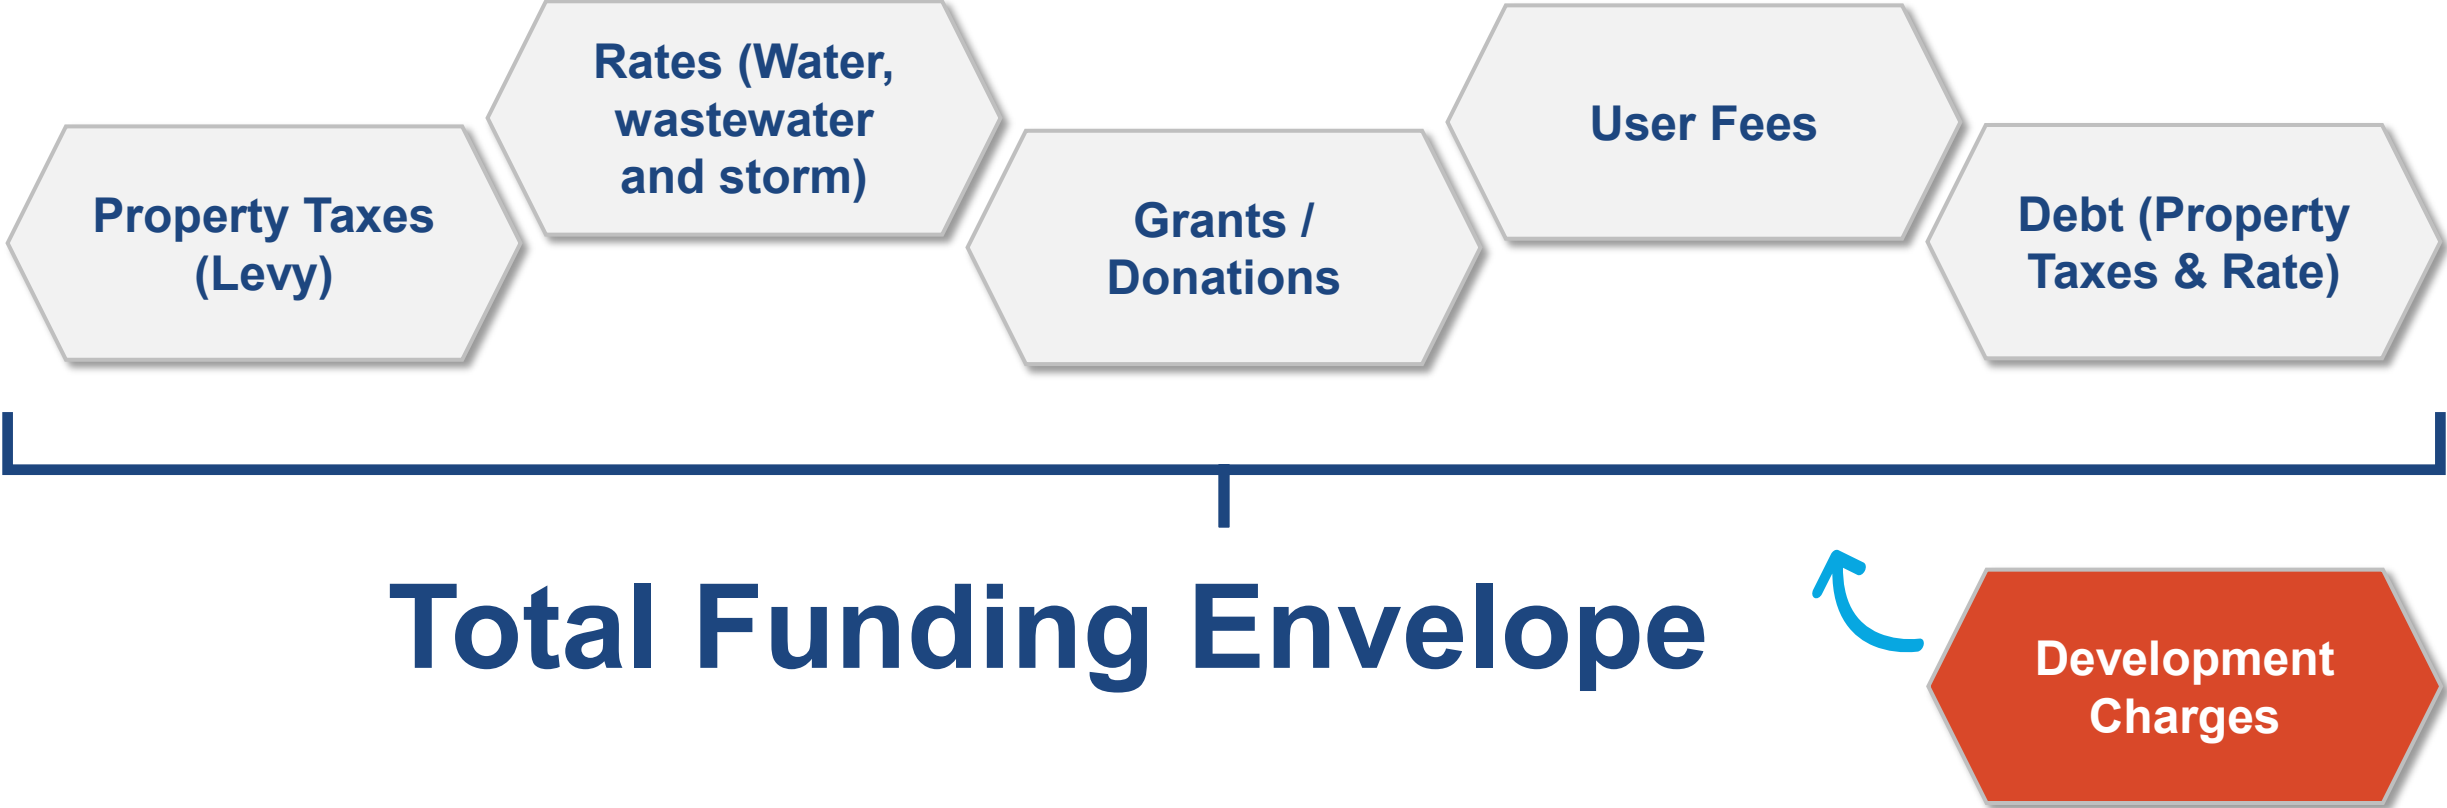 Property Taxes
(Levy)
Rates (Water,
wastewater
and storm)
Grants /
Donations
User Fees
Debt (Property
Taxes & Rate)
Total Funding Envelope
Development
Charges